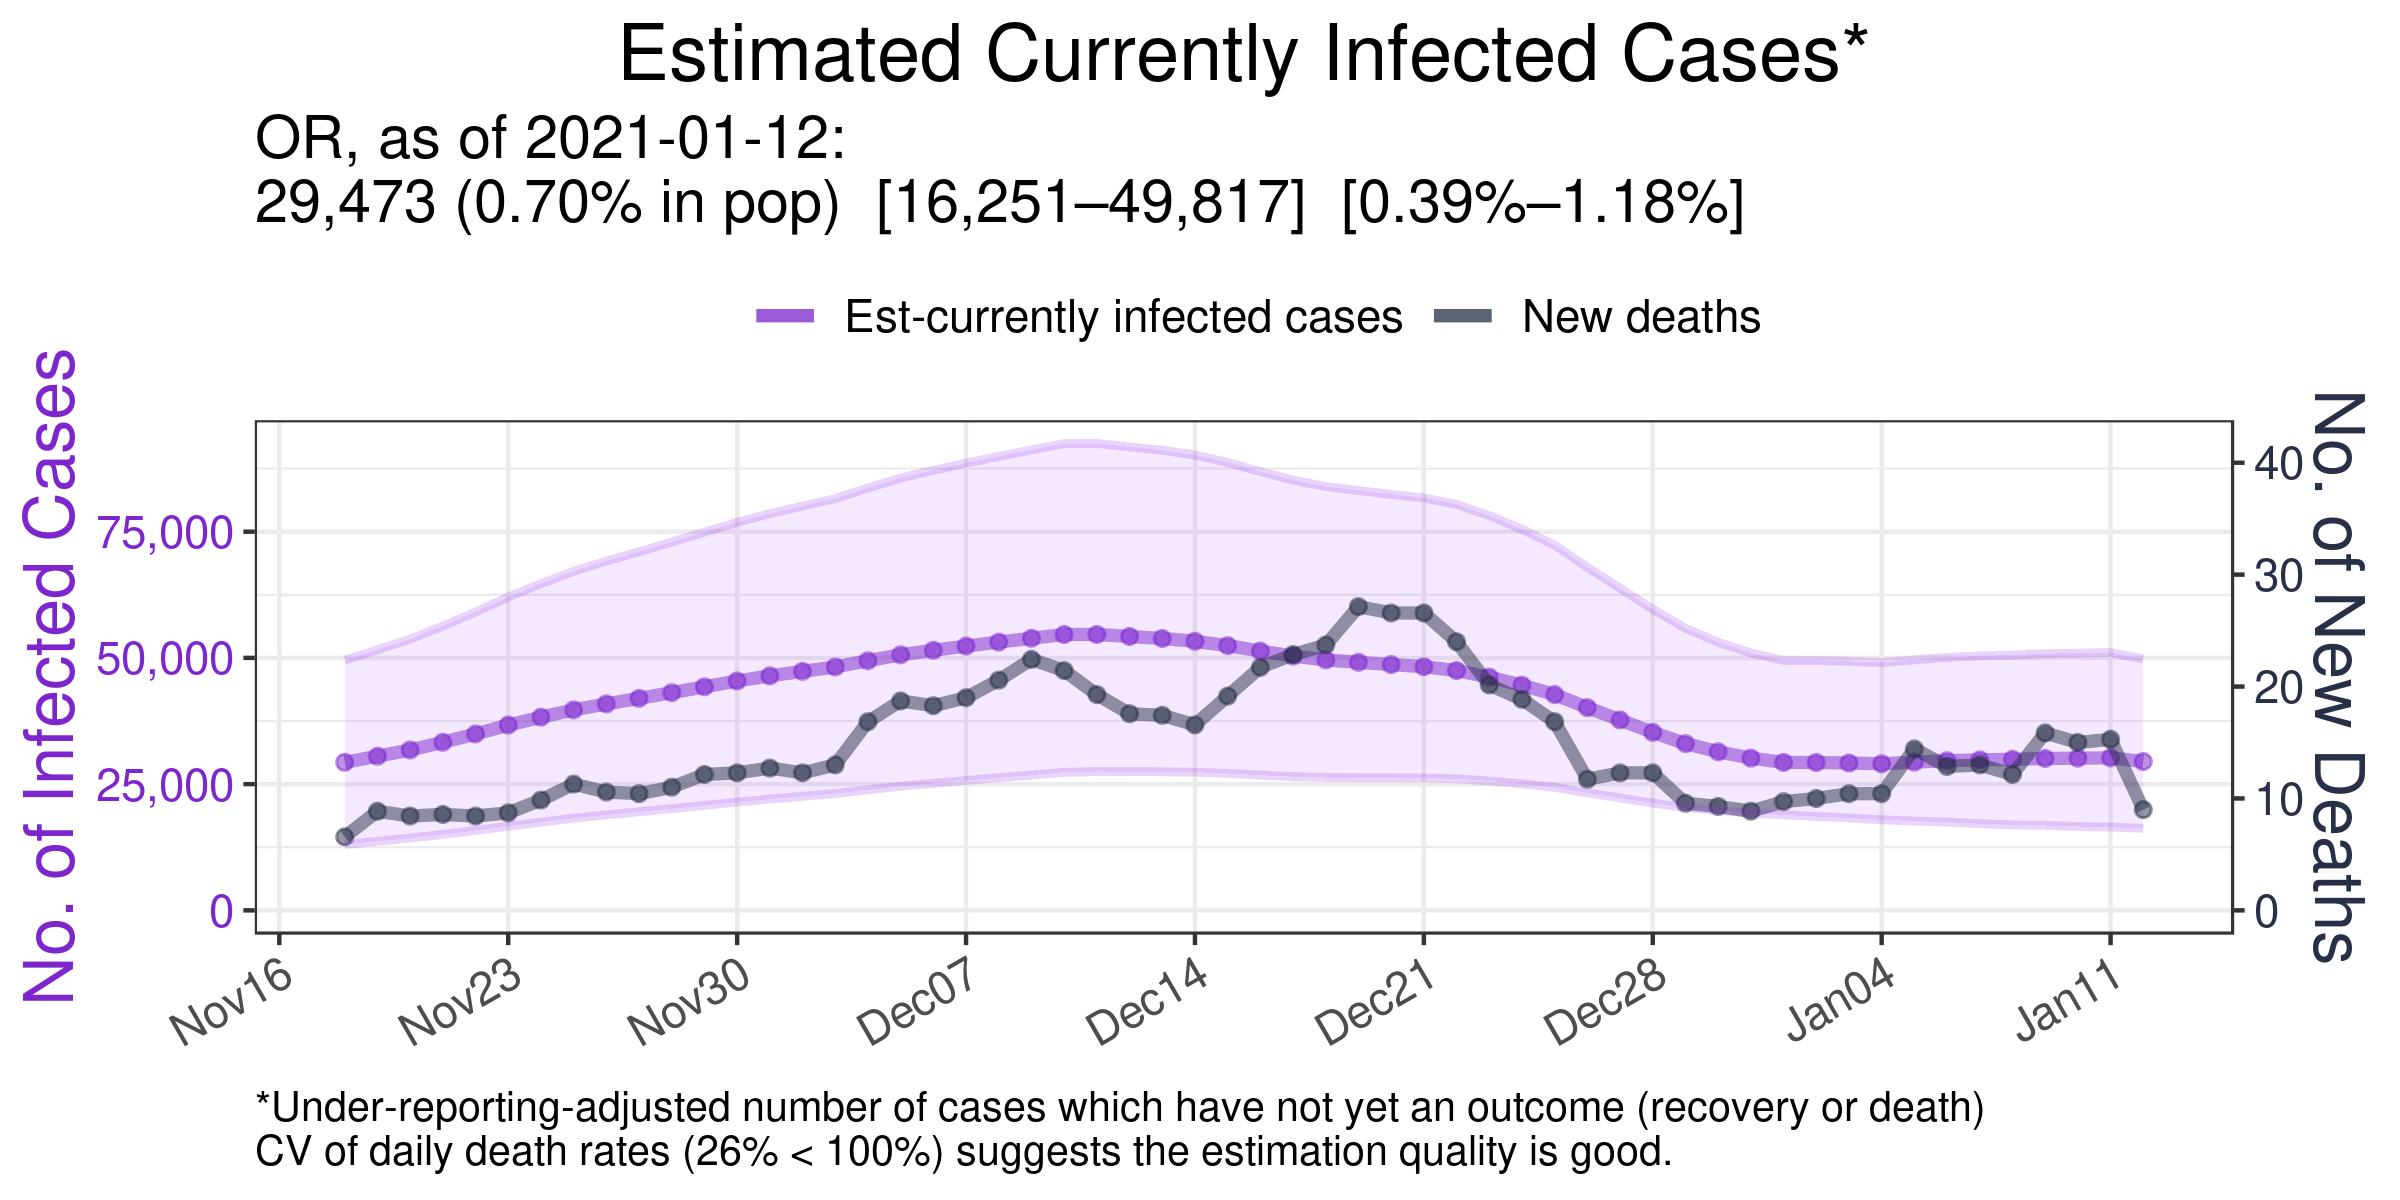 Estimated Currently Infected Cases*
OR, as of 2021-01-12:
29,473 (0.70% in pop)  [16,251–49,817]  [0.39%–1.18%]
Est-currently infected cases
New deaths
No. of Infected Cases
75,000
50,000
25,000
0
40
30
20
10
0
No. of New Deaths
Nov16
Nov23
Nov30
Dec07
Dec14
Dec21
Dec28
Jan04
Jan11
*Under-reporting-adjusted number of cases which have not yet an outcome (recovery or death)
CV of daily death rates (26% < 100%) suggests the estimation quality is good.